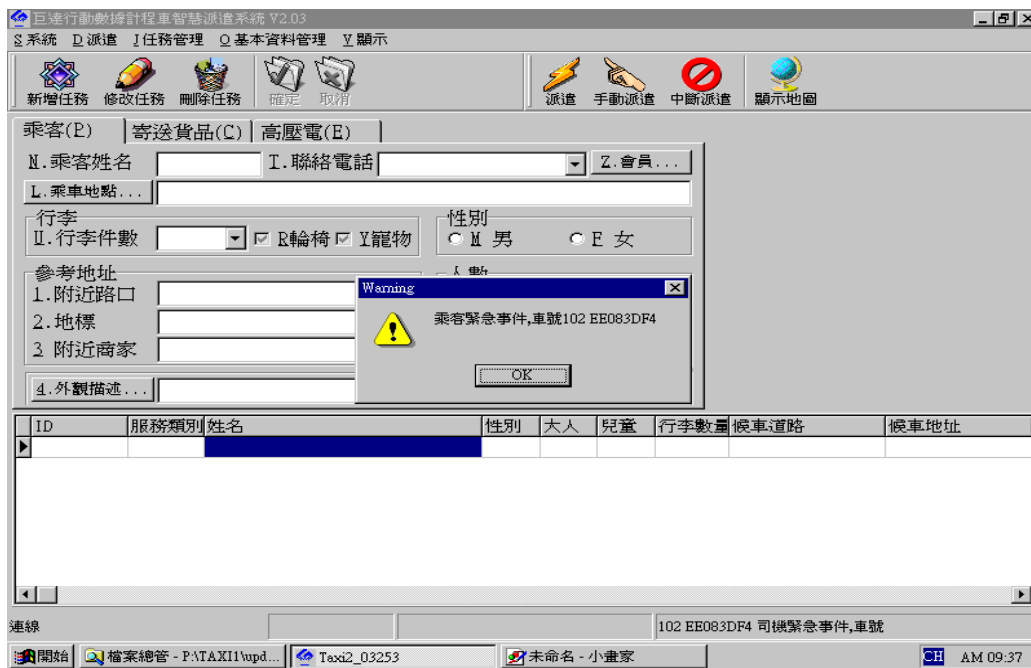 巨達行動數據計程車智慧派遣系統 V2.03
S系統 D派遣 J任務管理 O基本資料管理 V顯示
新增任務 修改任務 刪除任務 確定 取消 派遣 手動派遣 中斷派遣 顯示地圖
乘客(P) 寄送貨品(C) 高壓電(E)
N.乘客姓名 T.聯絡電話 Z.會員...
L.乘車地點...
行李 性別
U.行李件數 R輪椅 Y寵物 M 男 F 女
參考地址 人數
1.附近路口
2.地標
3 附近商家
4.外觀描述...
Warning
乘客緊急事件,車號102 EE083DF4
OK
ID 服務類別 姓名 性別 大人 兒童 行李數量 候車道路 候車地址
連線 102 EE083DF4 司機緊急事件,車號
開始 檔案總管 - P:\TAXI1\upd... Taxi2_03253 未命名 - 小畫家 CH AM 09:37